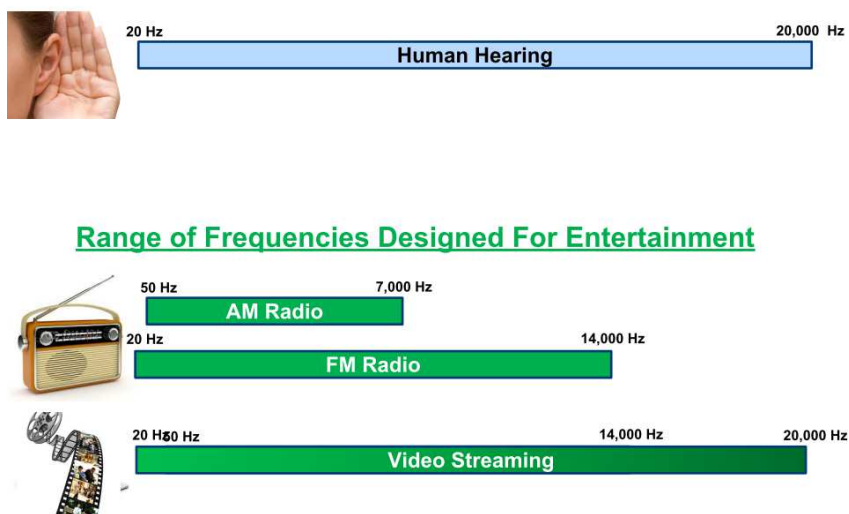 20 Hz 20,000 Hz
Human Hearing
Range of Frequencies Designed For Entertainment
50 Hz 7,000 Hz
AM Radio
20 Hz 14,000 Hz
FM Radio
20 Hz 50 Hz 14,000 Hz 20,000 Hz
Video Streaming